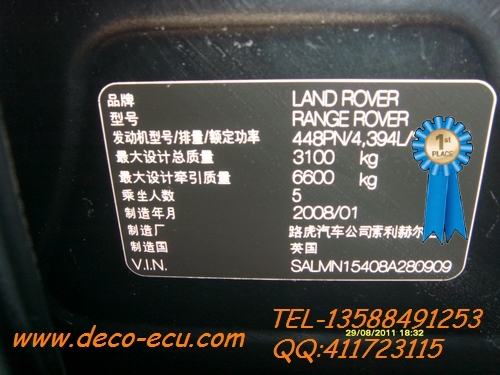 品牌 LAND ROVER
型号 RANGE ROVER
发动机型号/排量/额定功率 448PN/4,394L/
最大设计总质量 3100 kg
最大设计牵引质量 6600 kg
乘坐人数 5
制造年月 2008/01
制造厂 路虎汽车公司索利赫尔
制造国 英国
V.I.N. SALMN15408A280909
1st
PLACE
TEL-13588491253
29/08/2011 18:32
www.deco-ecu.com
QQ:411723115